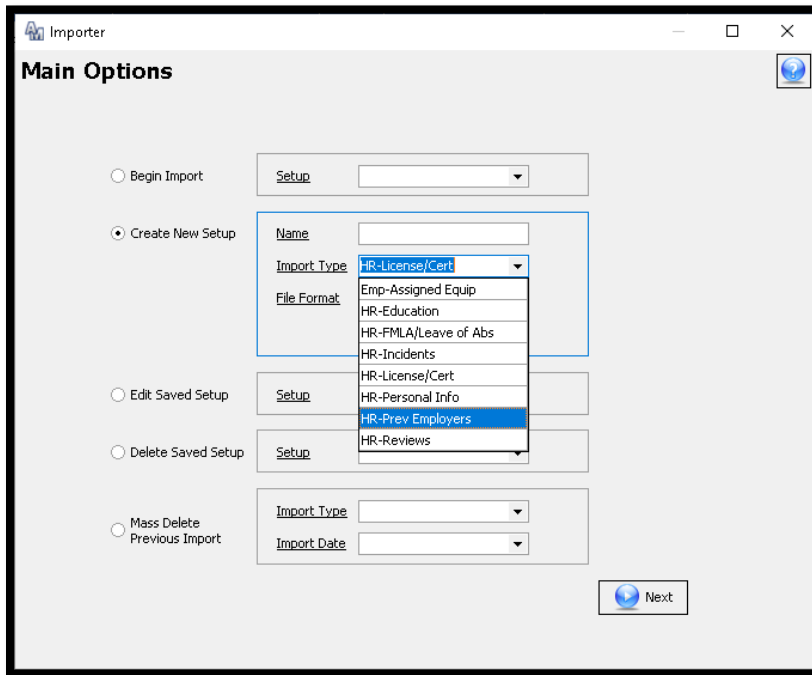 Importer
Main Options
Begin Import
Setup
Create New Setup
Name
Import Type HR-License/Cert
File Format
Emp-Assigned Equip
HR-Education
HR-FMLA/Leave of Abs
HR-Incidents
HR-License/Cert
HR-Personal Info
HR-Prev Employers
HR-Reviews
Edit Saved Setup
Setup
Delete Saved Setup
Setup
Mass Delete
Previous Import
Import Type
Import Date
Next